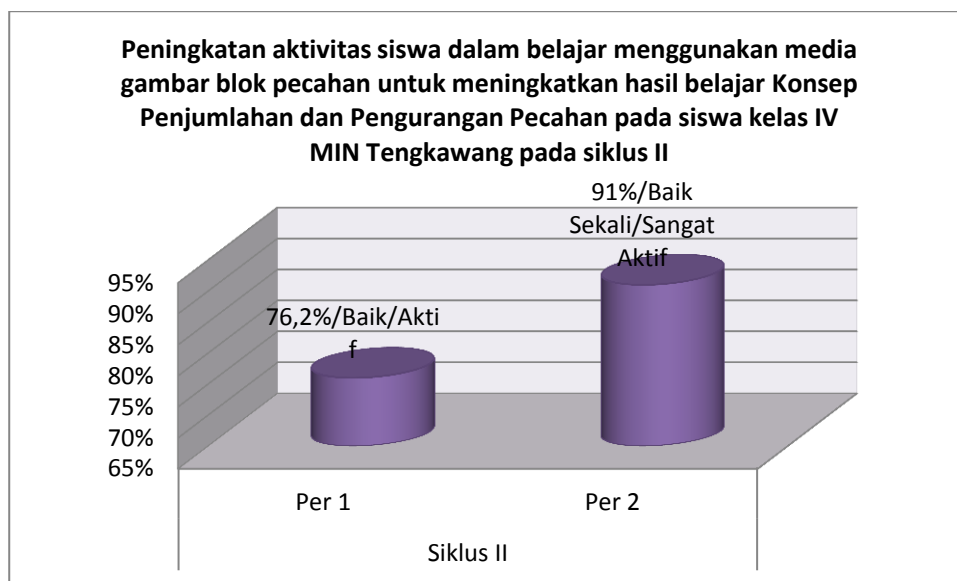 Peningkatan aktivitas siswa dalam belajar menggunakan media
gambar blok pecahan untuk meningkatkan hasil belajar Konsep
Penjumlahan dan Pengurangan Pecahan pada siswa kelas IV
MIN Tengkawang pada siklus II
91%/Baik
Sekali/Sangat
Aktif
76,2%/Baik/Akti
f
95%
90%
85%
80%
75%
70%
65%
Per 1
Per 2
Siklus II